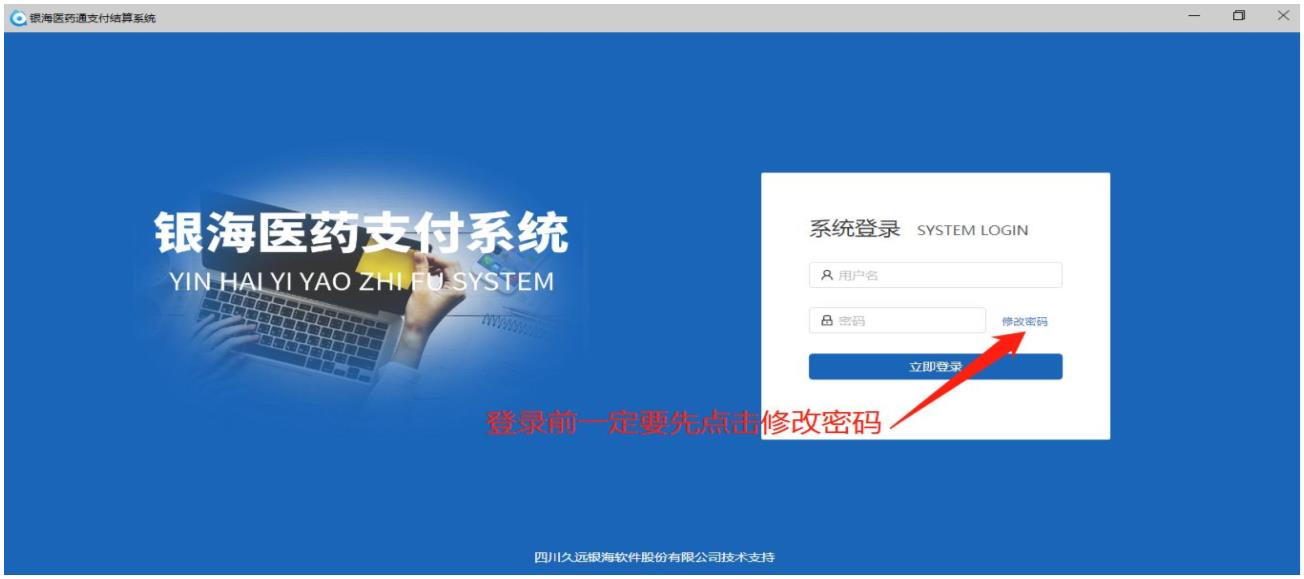 银海医药通支付结算系统
银海医药支付系统
YIN HAI YI YAO ZHI FU SYSTEM
系统登录 SYSTEM LOGIN
用户名
密码 修改密码
立即登录
登录前一定要先点击修改密码
四川久远银海软件股份有限公司技术支持